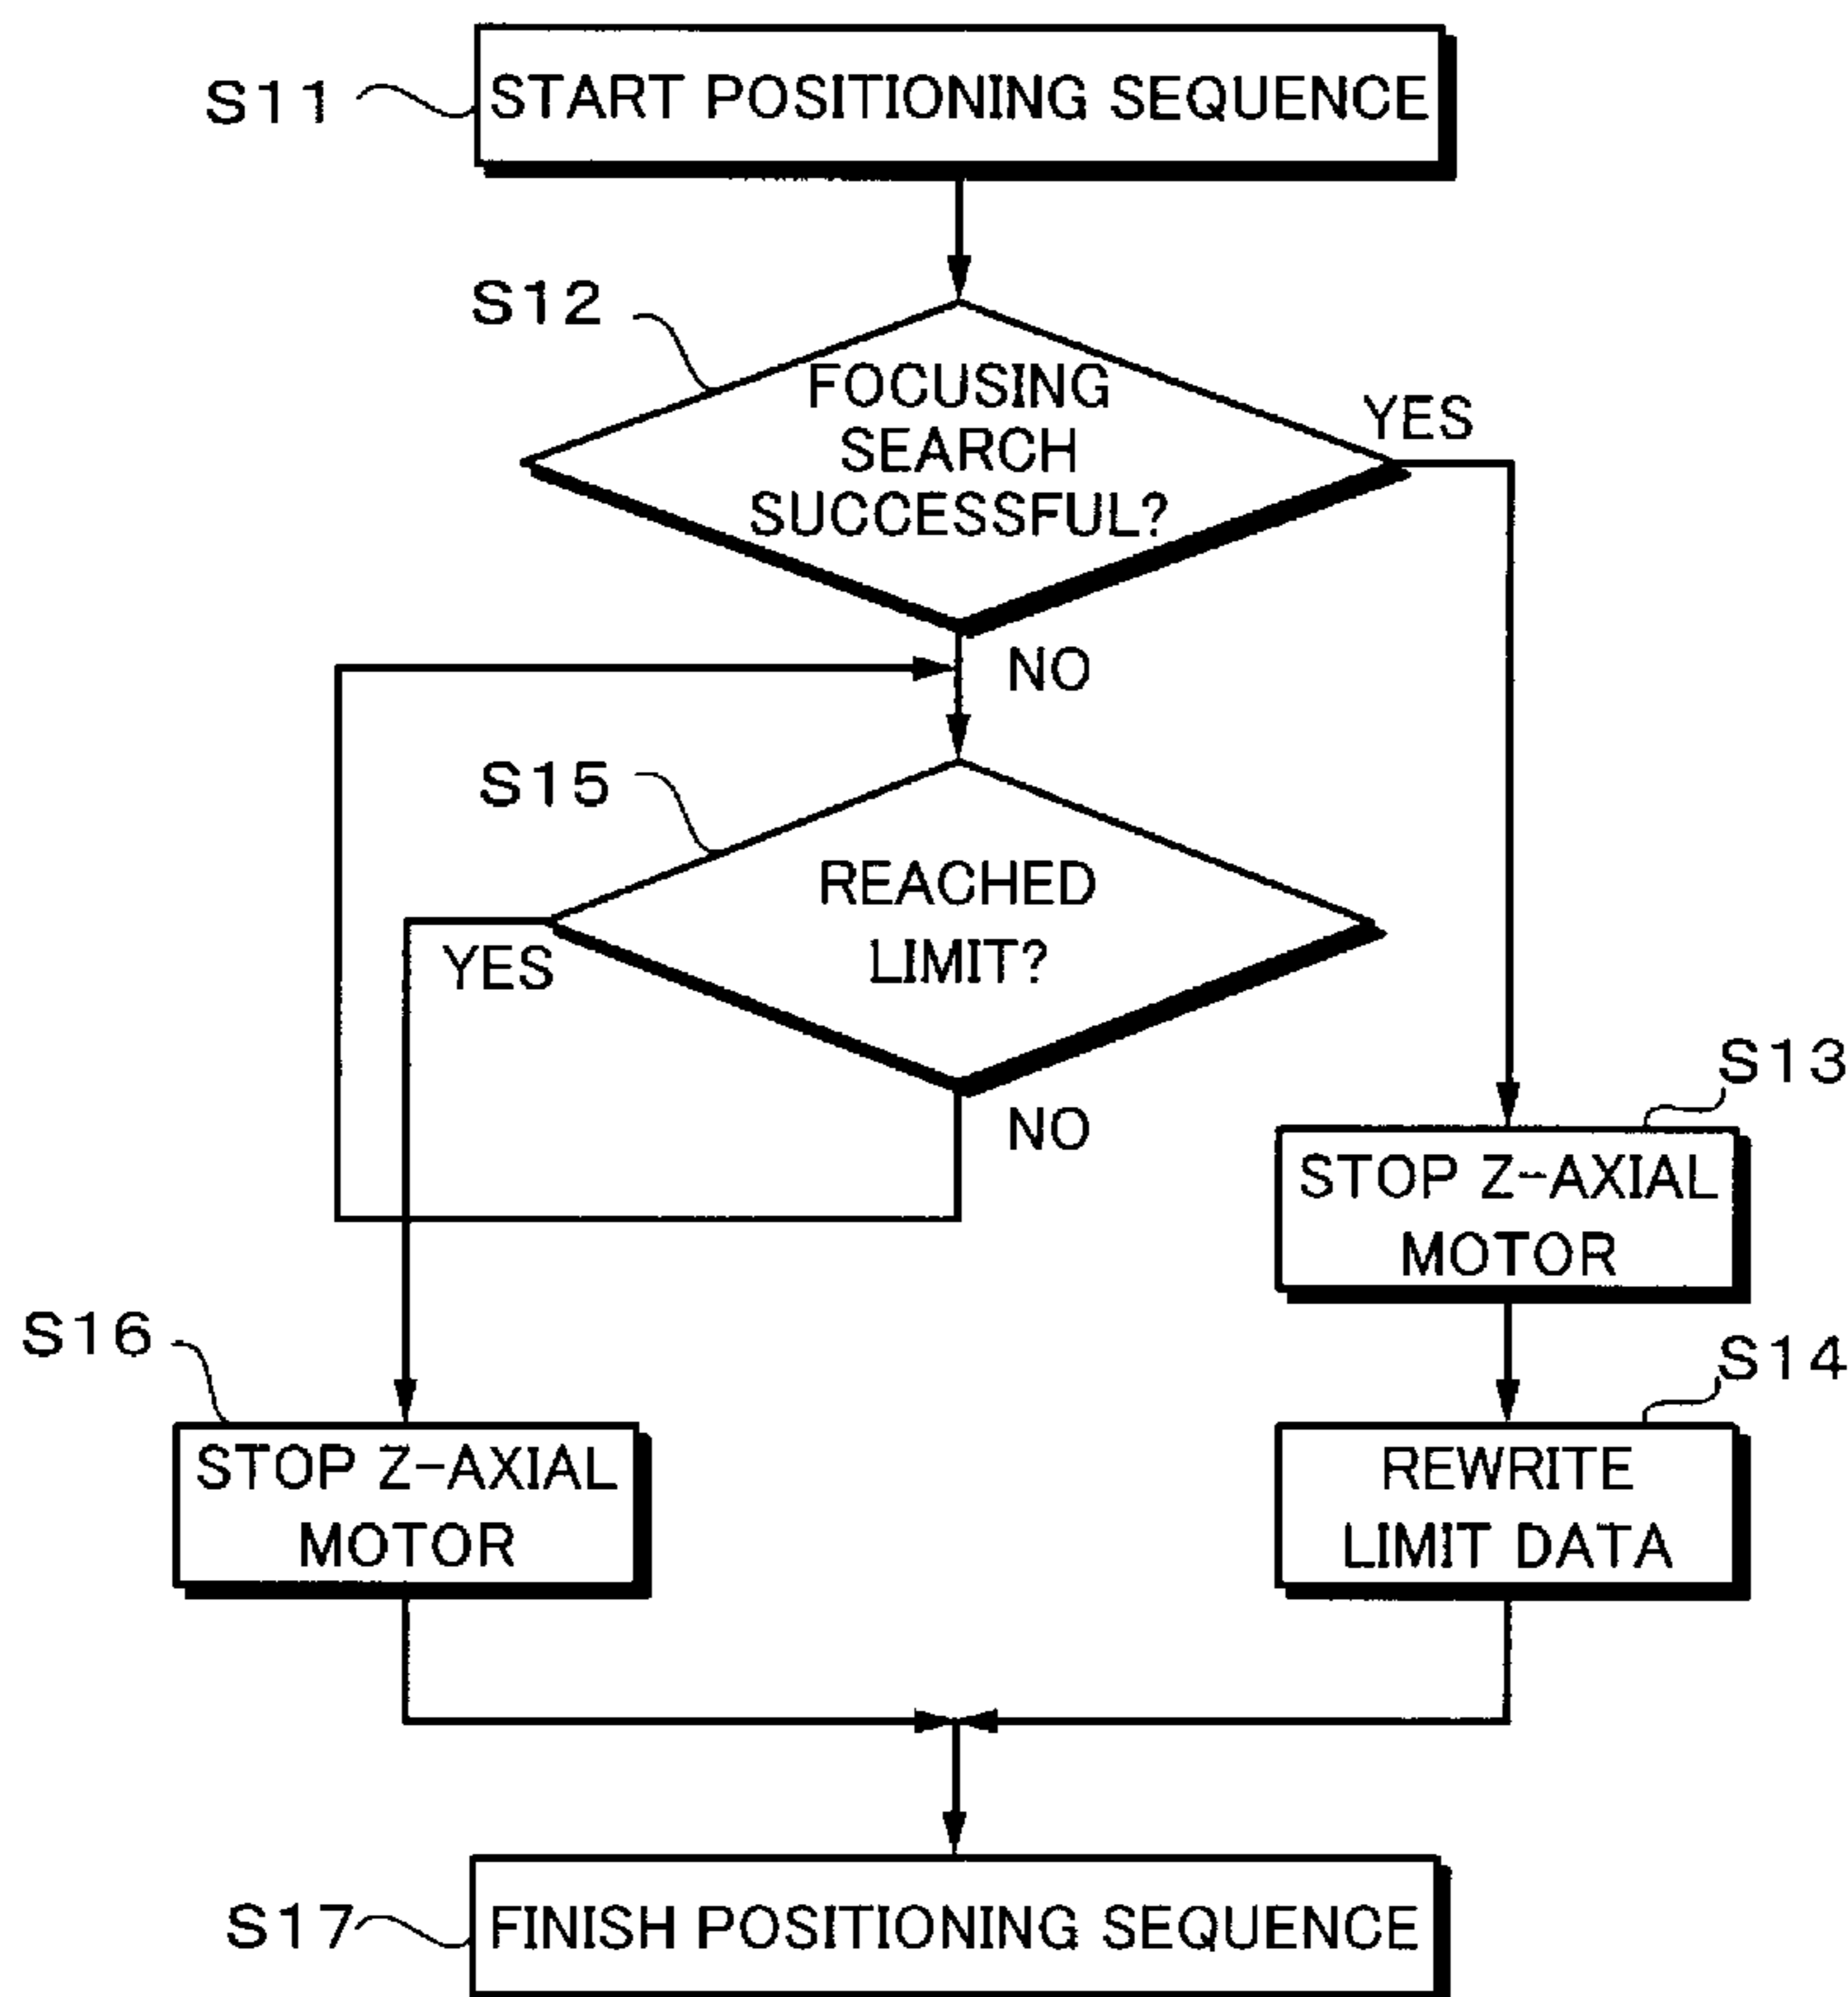 S11
START POSITIONING SEQUENCE
S12
FOCUSING
SEARCH
SUCCESSFUL?
YES
NO
S15
REACHED
LIMIT?
YES
NO
S13
STOP Z-AXIAL
MOTOR
S16
STOP Z-AXIAL
MOTOR
S14
REWRITE
LIMIT DATA
S17
FINISH POSITIONING SEQUENCE